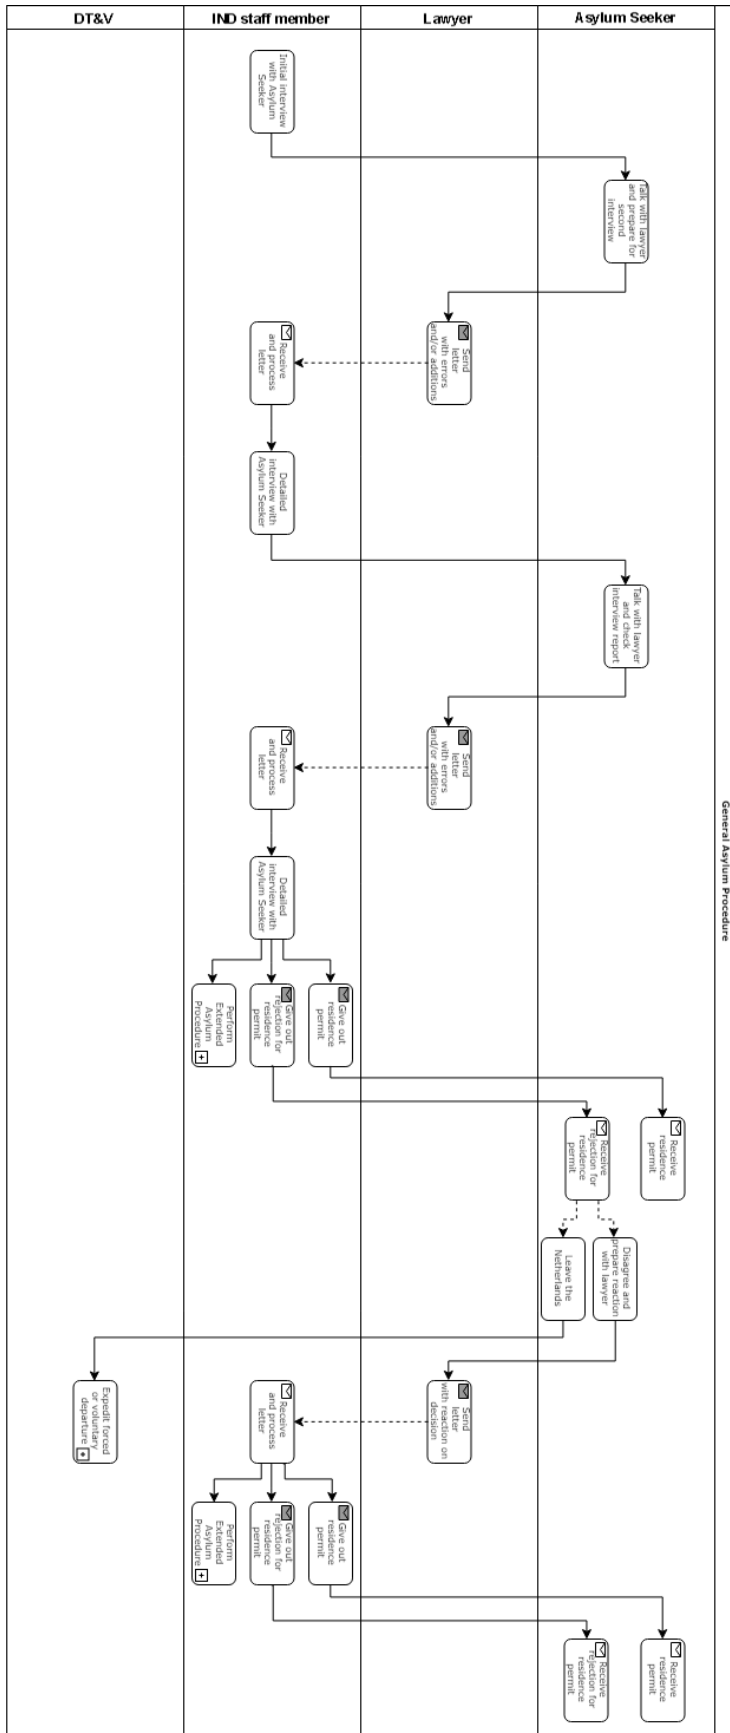 DT&V
IND staff member
Lawyer
Asylum Seeker
General Asylum Procedure
Initial interview
with Asylum
Seeker
Talk with lawyer
and prepare for
second
interview
Send
letter
with errors
and/or additions
Receive
and process
letter
Detailed
interview with
Asylum Seeker
Talk with lawyer
and check
interview report
Send
letter
with errors
and/or additions
Receive
and process
letter
Detailed
interview with
Asylum Seeker
Perform
Extended
Asylum
Procedure
Give out
rejection for
residence
permit
Give out
residence
permit
Receive
rejection for
residence
permit
Receive
residence
permit
Leave the
Netherlands
Disagree and
prepare reaction
with lawyer
Expedit forced
or voluntary
departure
Receive
and process
letter
Send
letter
with reaction on
decision
Perform
Extended
Asylum
Procedure
Give out
rejection for
residence
permit
Give out
residence
permit
Receive
rejection for
residence
permit
Receive
residence
permit